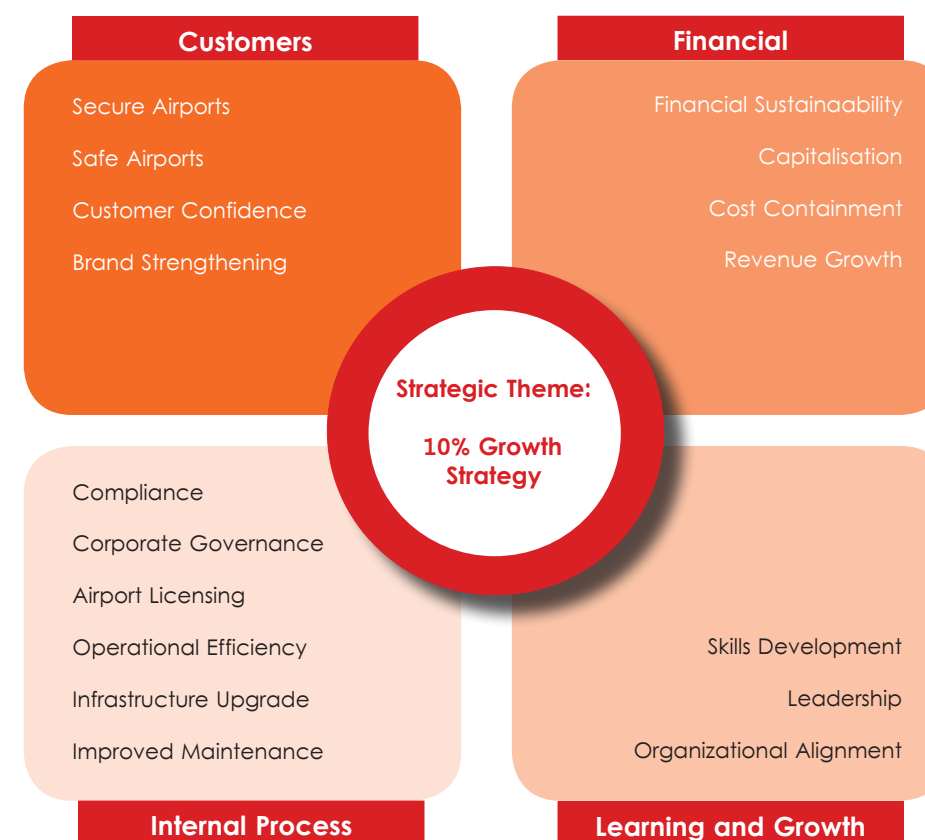 Customers
Secure Airports
Safe Airports
Customer Confidence
Brand Strengthening
Financial
Financial Sustainaability
Capitalisation
Cost Containment
Revenue Growth
Strategic Theme:
10% Growth
Strategy
Compliance
Corporate Governance
Airport Licensing
Operational Efficiency
Infrastructure Upgrade
Improved Maintenance
Internal Process
Skills Development
Leadership
Organizational Alignment
Learning and Growth